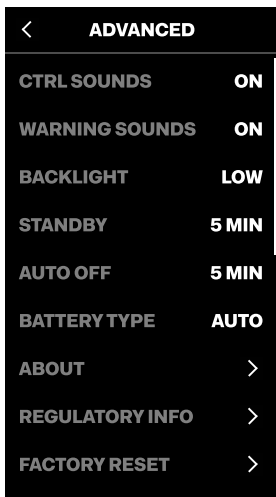 ADVANCED
CTRL SOUNDS ON
WARNING SOUNDS ON
BACKLIGHT LOW
STANDBY 5 MIN
AUTO OFF 5 MIN
BATTERY TYPE AUTO
ABOUT
REGULATORY INFO
FACTORY RESET